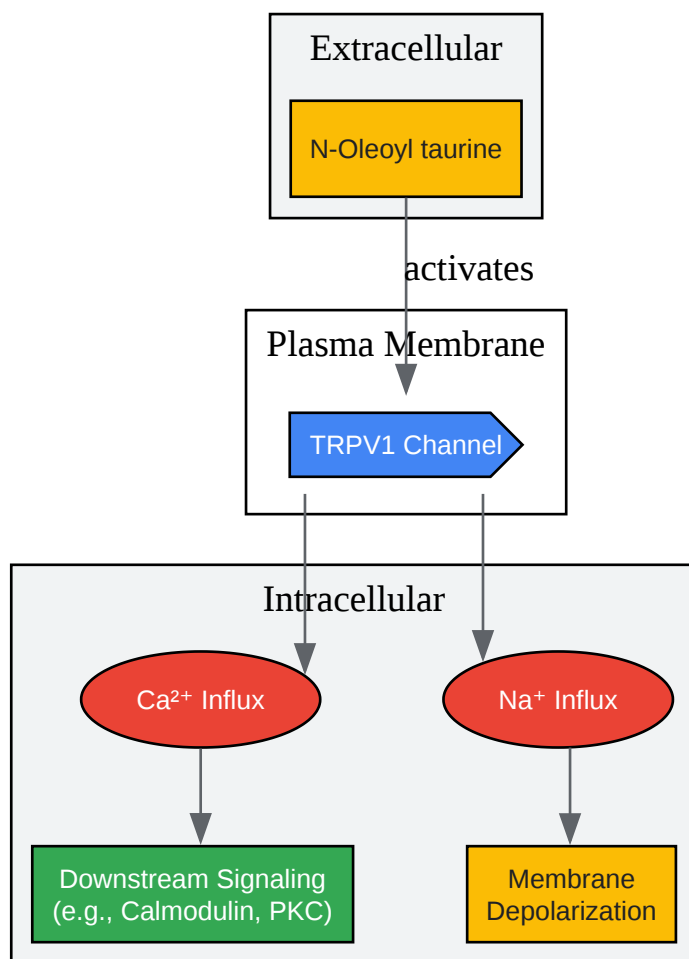 Extracellular
N-Oleoyl taurine
activates
Plasma Membrane
TRPV1 Channel
Intracellular
Ca²⁺ Influx
Na⁺ Influx
Downstream Signaling
(e.g., Calmodulin, PKC)
Membrane
Depolarization